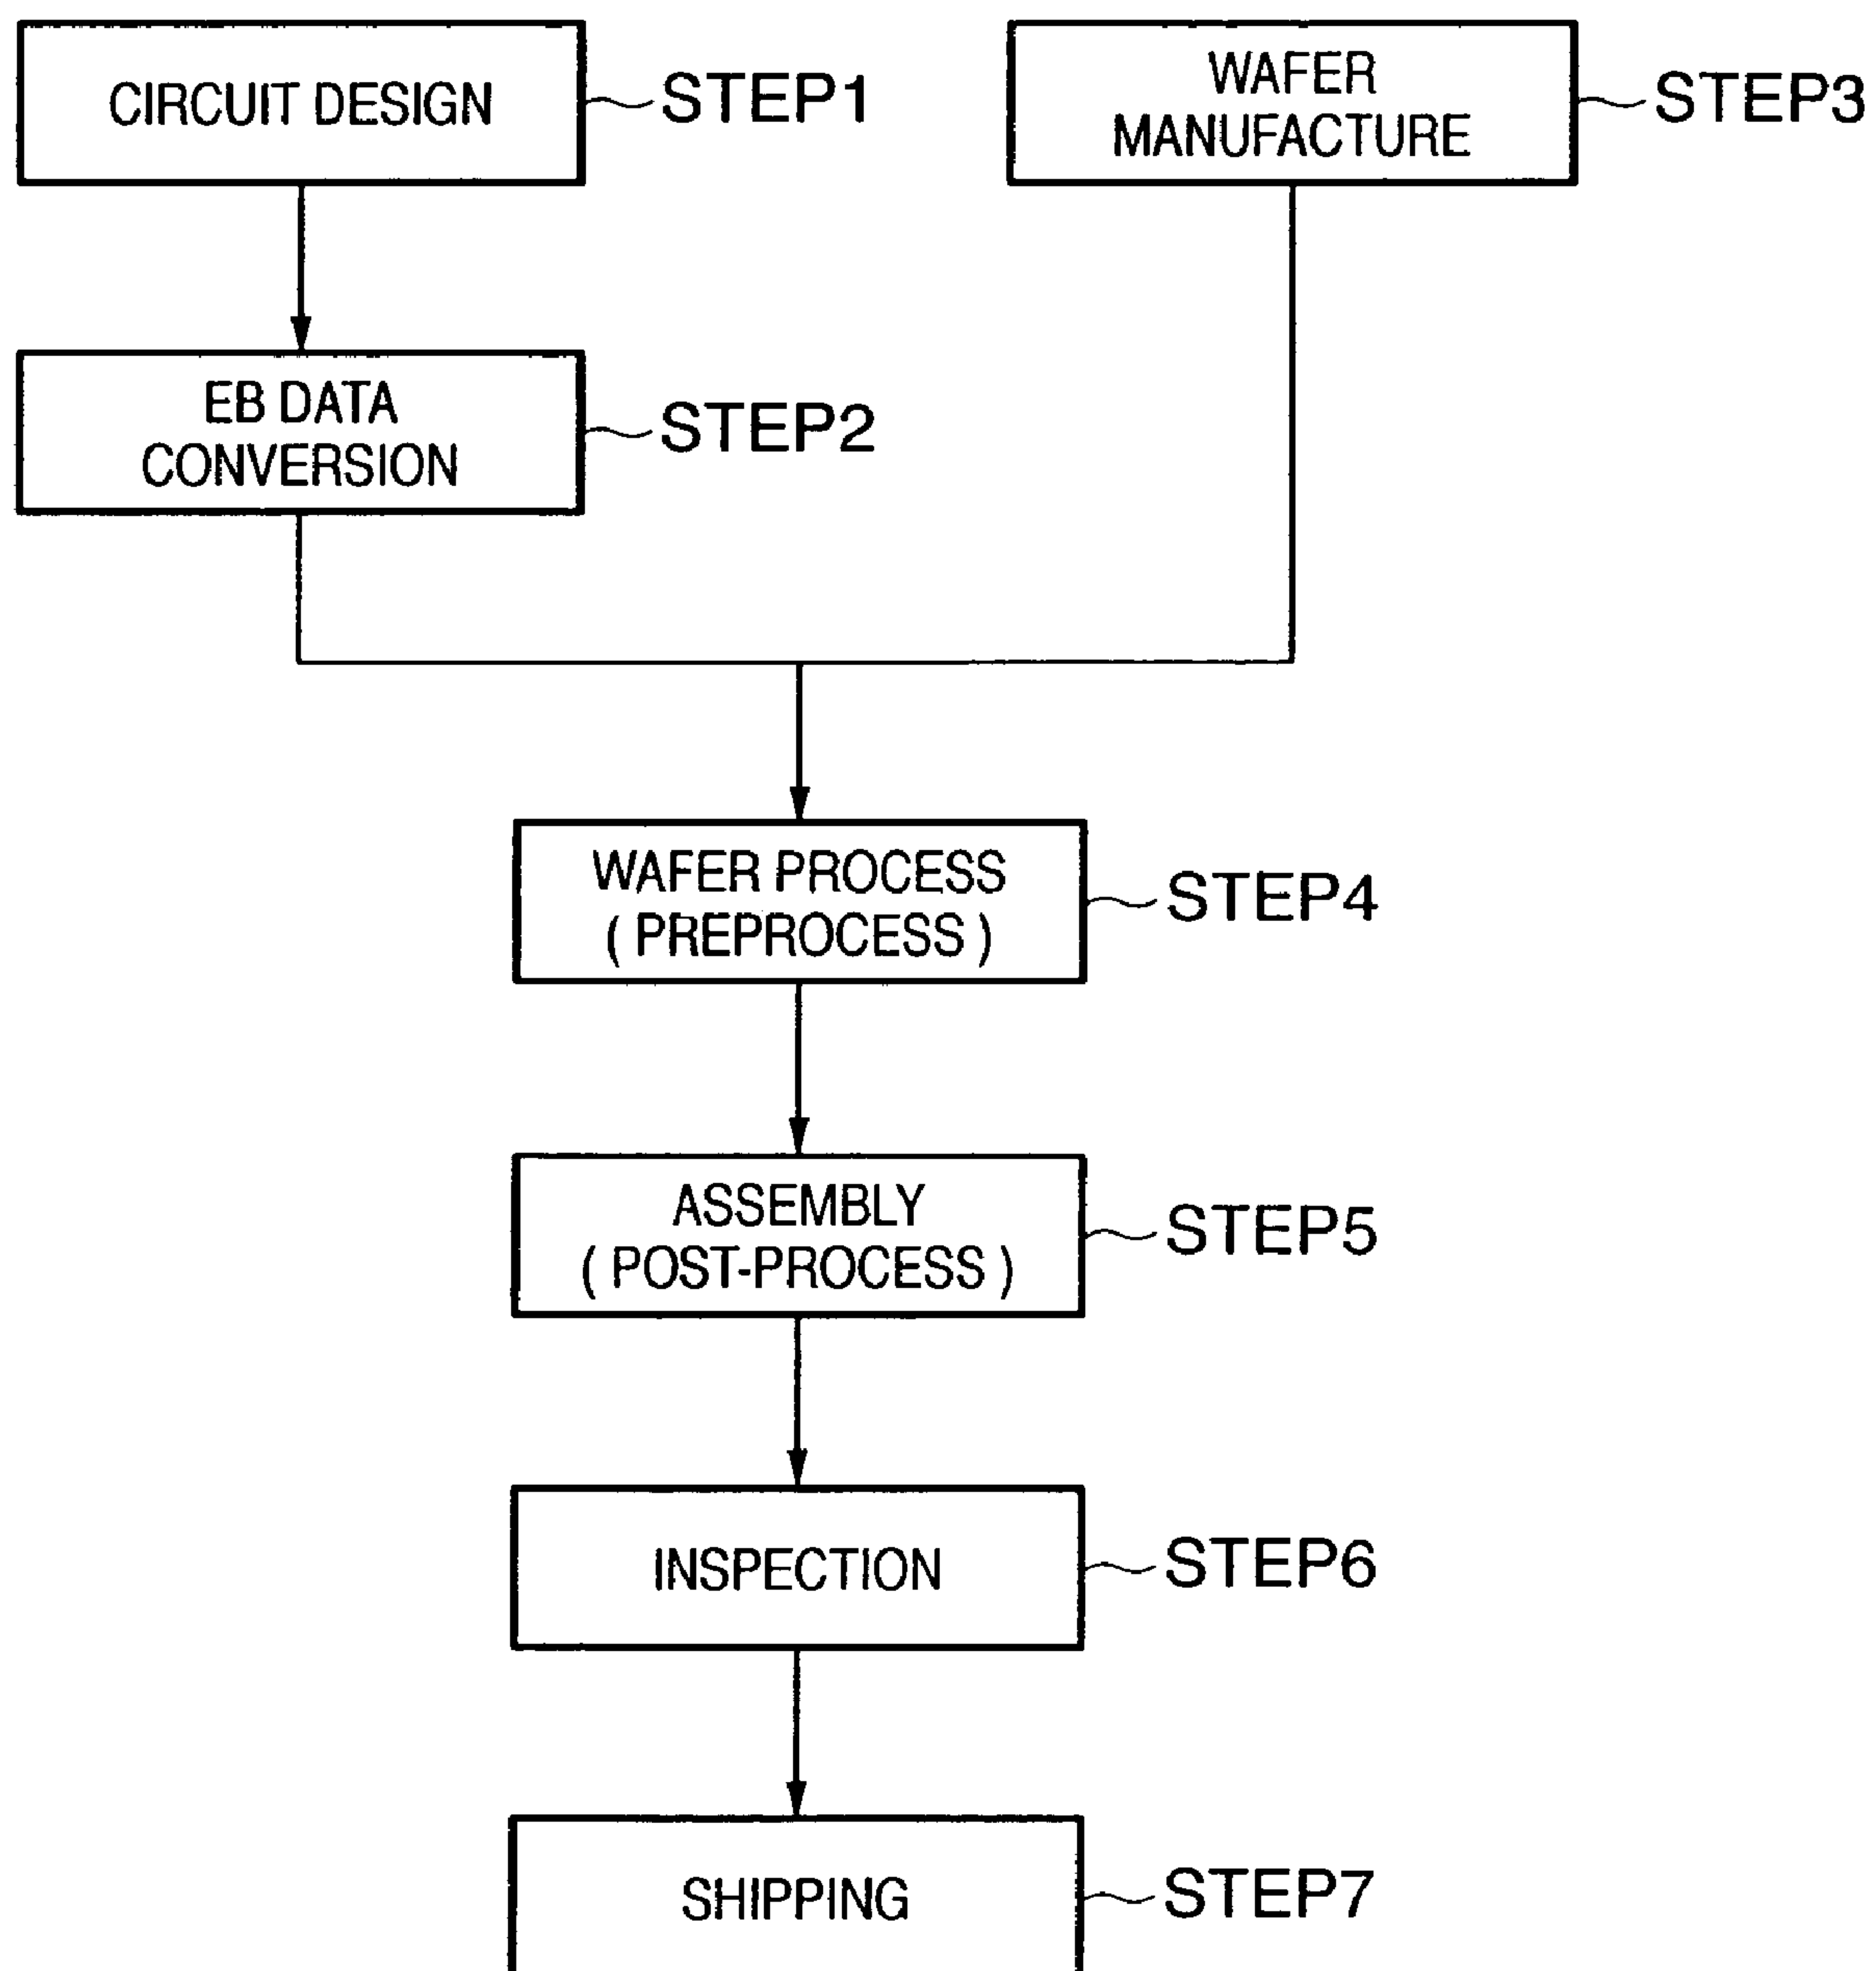 CIRCUIT DESIGN
STEP1
WAFER
MANUFACTURE
STEP3
EB DATA
CONVERSION
STEP2
WAFER PROCESS
( PREPROCESS )
STEP4
ASSEMBLY
( POST-PROCESS )
STEP5
INSPECTION
STEP6
SHIPPING
STEP7